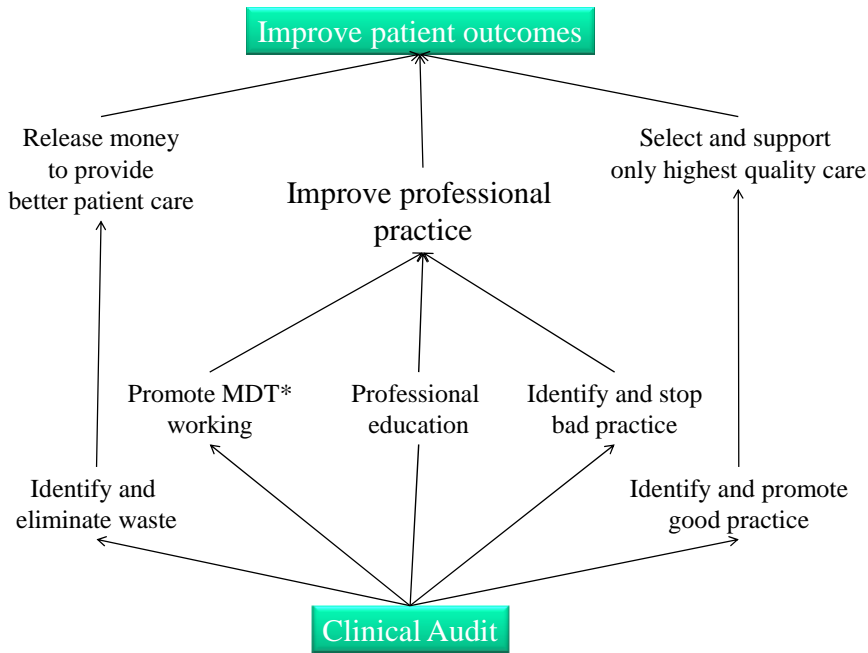 Improve patient outcomes
Release money
to provide
better patient care
Select and support
only highest quality care
Improve professional
practice
Promote MDT*
working
Professional
education
Identify and stop
bad practice
Identify and
eliminate waste
Identify and promote
good practice
Clinical Audit